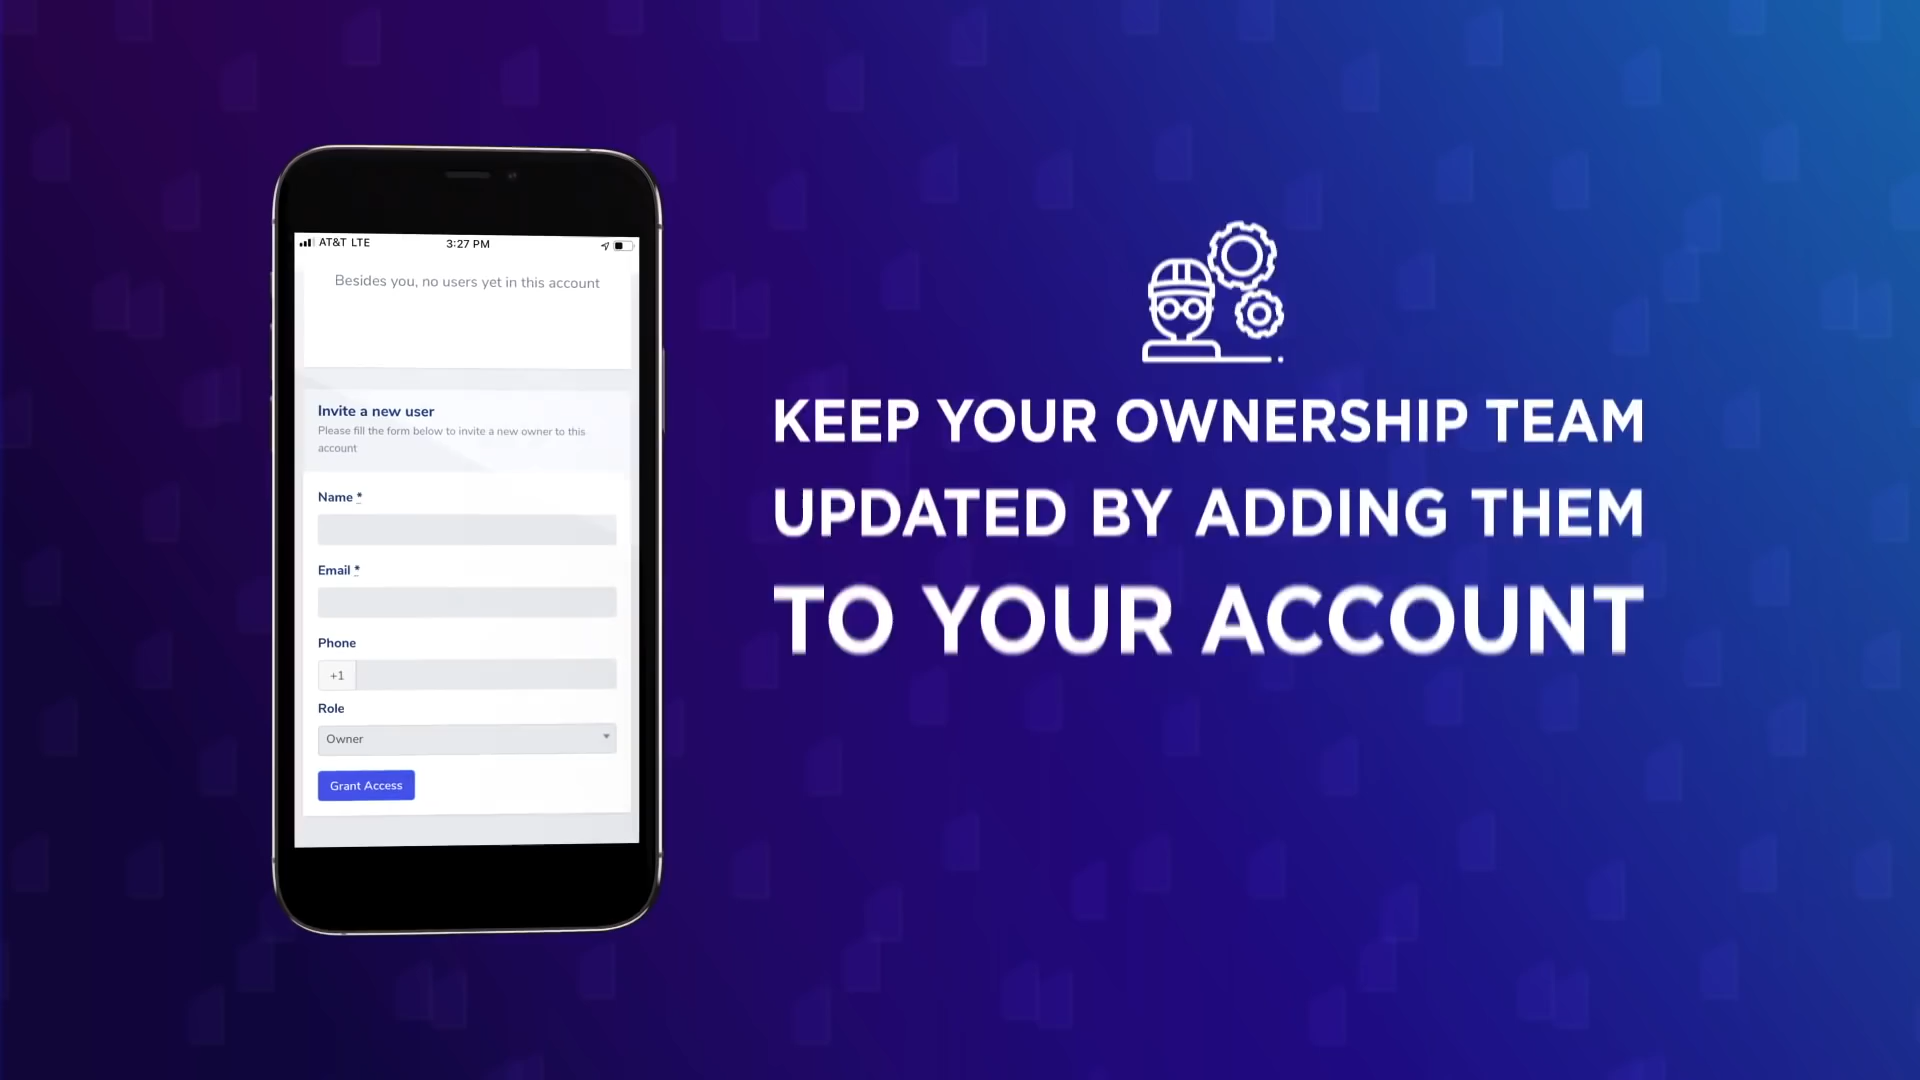 AT&T LTE
3:27 PM
Besides you, no users yet in this account
Invite a new user
Please fill the form below to invite a new owner to this
account
Name *
Email *
Phone
+1
Role
Owner
Grant Access
KEEP YOUR OWNERSHIP TEAM
UPDATED BY ADDING THEM
TO YOUR ACCOUNT